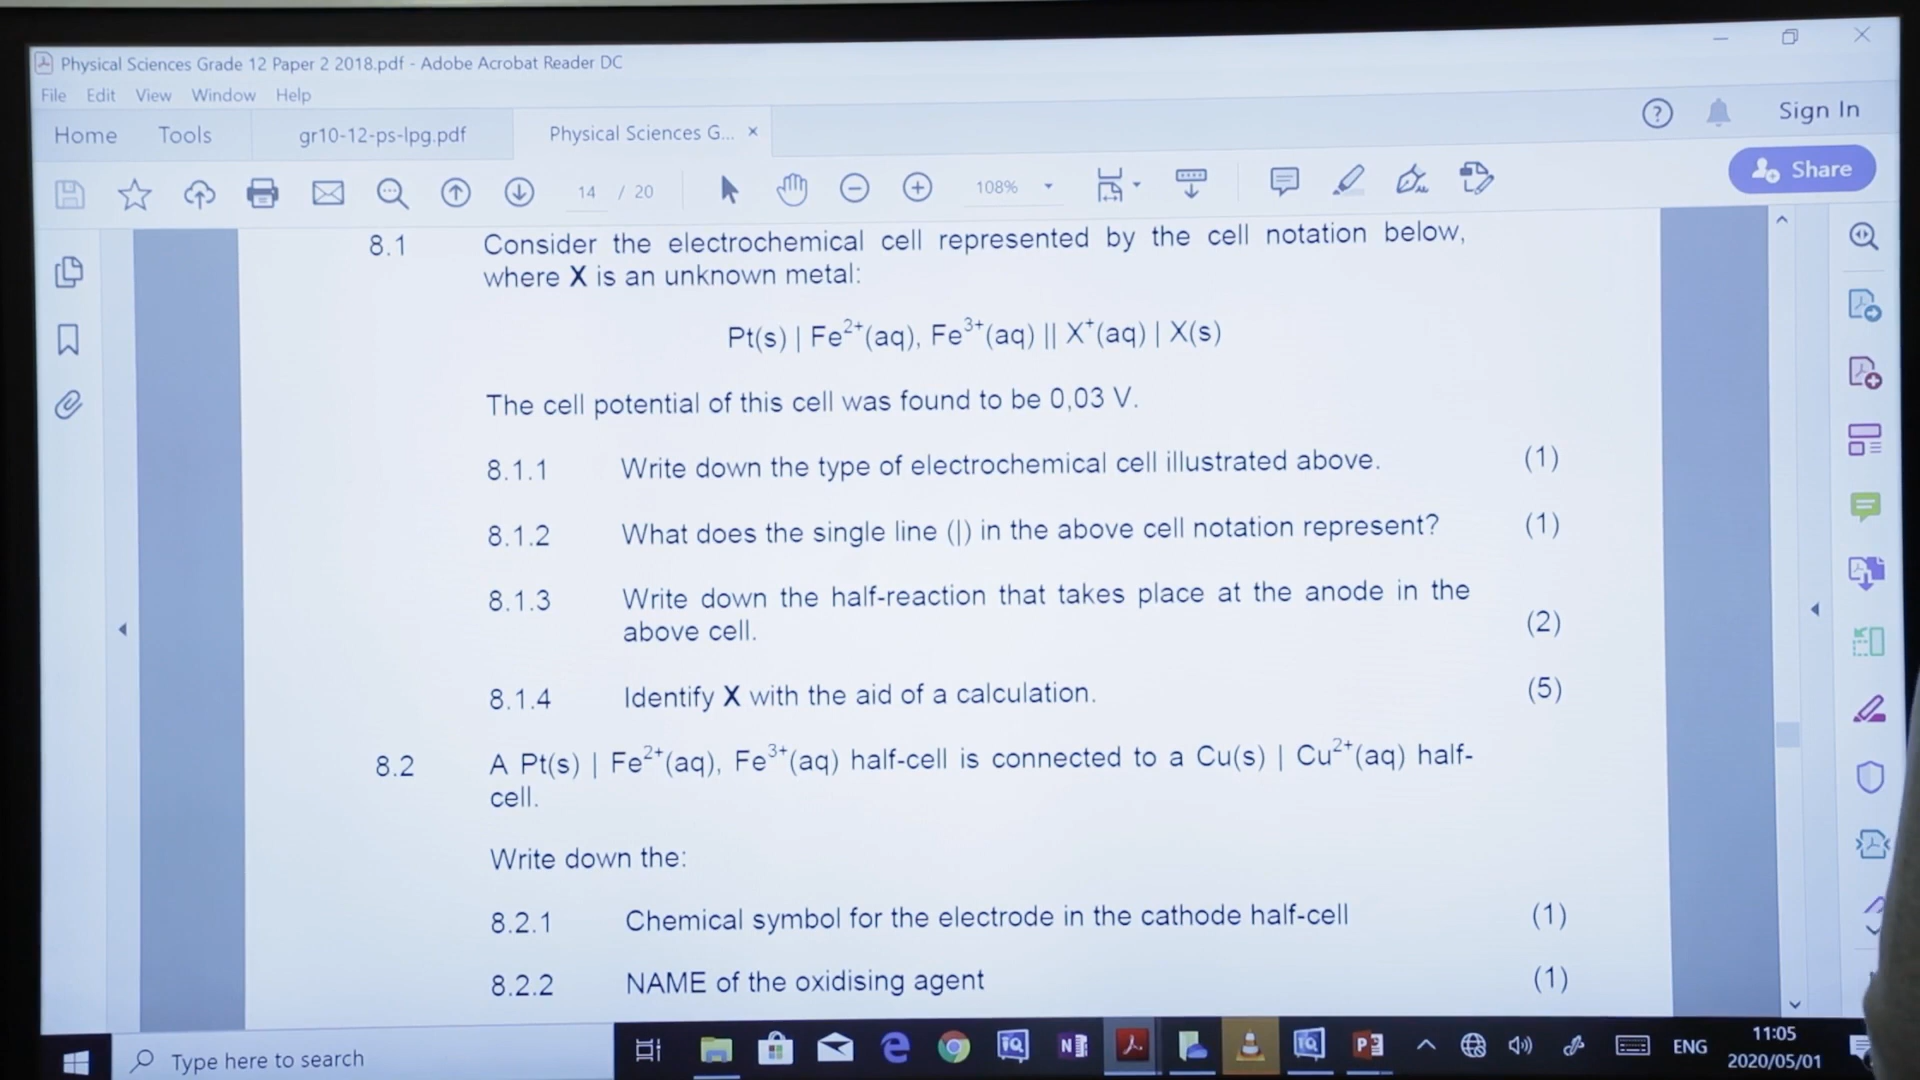 Physical Sciences Grade 12 Paper 2 2018.pdf - Adobe Acrobat Reader DC
File Edit View Window Help
Home Tools gr10-12-ps-lpg.pdf Physical Sciences G... × Sign In
14 / 20 108% Share
8.1 Consider the electrochemical cell represented by the cell notation below,
where X is an unknown metal:
Pt(s) | Fe²⁺(aq), Fe³⁺(aq) || X⁺(aq) | X(s)
The cell potential of this cell was found to be 0,03 V.
8.1.1 Write down the type of electrochemical cell illustrated above. (1)
8.1.2 What does the single line (|) in the above cell notation represent? (1)
8.1.3 Write down the half-reaction that takes place at the anode in the
above cell. (2)
8.1.4 Identify X with the aid of a calculation. (5)
8.2 A Pt(s) | Fe²⁺(aq), Fe³⁺(aq) half-cell is connected to a Cu(s) | Cu²⁺(aq) half-
cell.
Write down the:
8.2.1 Chemical symbol for the electrode in the cathode half-cell (1)
8.2.2 NAME of the oxidising agent (1)
Type here to search ENG 11:05
2020/05/01